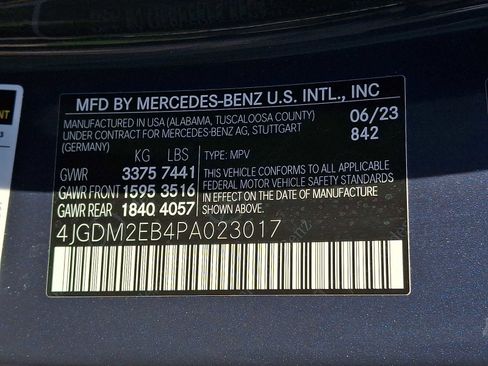 MFD BY MERCEDES-BENZ U.S. INTL., INC
MANUFACTURED IN USA (ALABAMA, TUSCALOOSA COUNTY) 06/23
UNDER CONTRACT FOR MERCEDES-BENZ AG, STUTTGART 842
(GERMANY)
KG LBS TYPE: MPV
GVWR 3375 7441 THIS VEHICLE CONFORMS TO ALL APPLICABLE
GAWR FRONT 1595 3516 FEDERAL MOTOR VEHICLE SAFETY STANDARDS
GAWR REAR 1840 4057 IN EFFECT ON THE DATE OF MANUFACTURE
SHOWN ABOVE.
4JGDM2EB4PA023017